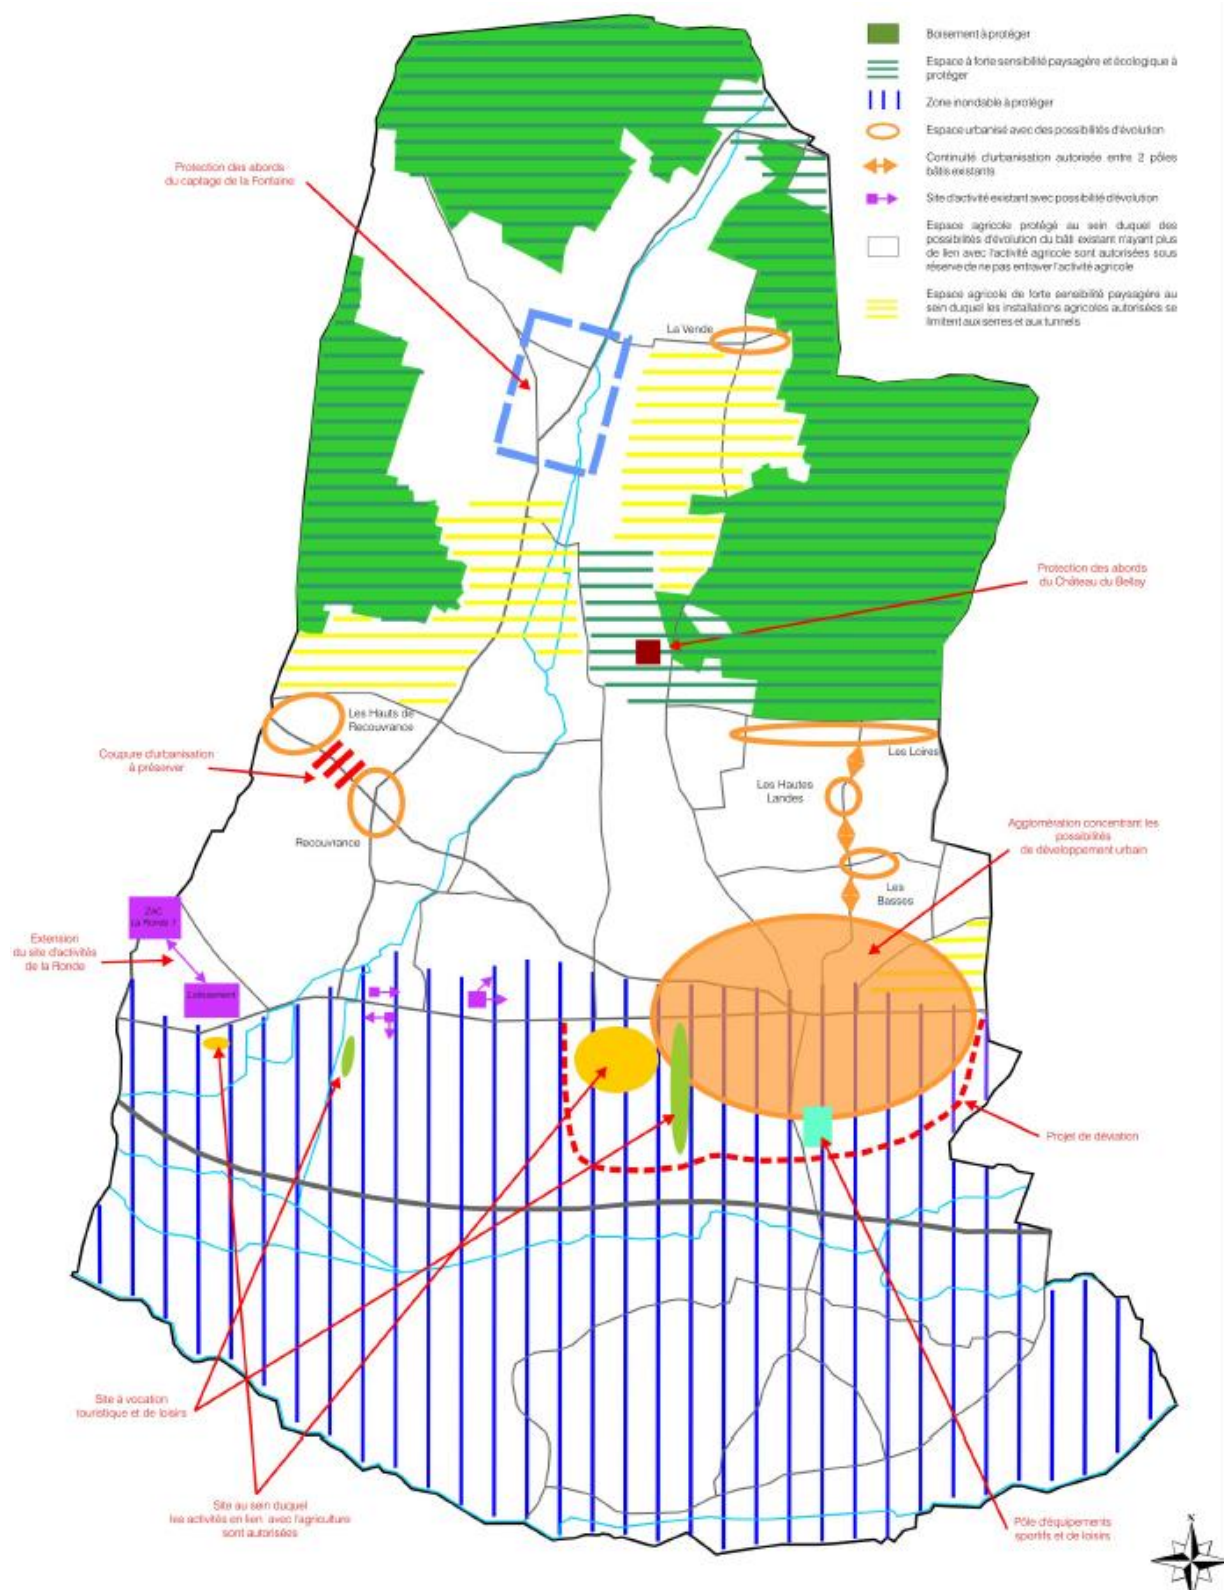 Boisement à protéger
Espace à forte sensibilité paysagère et écologique à
protéger
Zone inondable à protéger
Espace urbanisé avec des possibilités d'évolution
Continuité d'urbanisation autorisée entre 2 pôles
bâtis existants
Site d'activité existant avec possibilité d'évolution
Espace agricole protégé au sein duquel des
possibilités d'évolution du bâti existant n'ayant plus
de lien avec l'activité agricole sont autorisées sous
réserve de ne pas entraver l'activité agricole
Espace agricole de forte sensibilité paysagère au
sein duquel les installations agricoles autorisées se
limitent aux serres et aux tunnels
Protection des abords
du captage de la Fontaine
La Vende
Protection des abords
du Château du Bellay
Les Hauts de
Recouvrance
Coupure d'urbanisation
à préserver
Recouvrance
Les Loires
Les Hautes
Landes
Les
Basses
Agglomération concentrant les
possibilités
de développement urbain
ZAC
La Ronde
Extension
du site d'activités
de la Ronde
Lotissement
Projet de déviation
Site à vocation
touristique et de loisirs
Site au sein duquel
les activités en lien avec l'agriculture
sont autorisées
Pôle d'équipements
sportifs et de loisirs
N